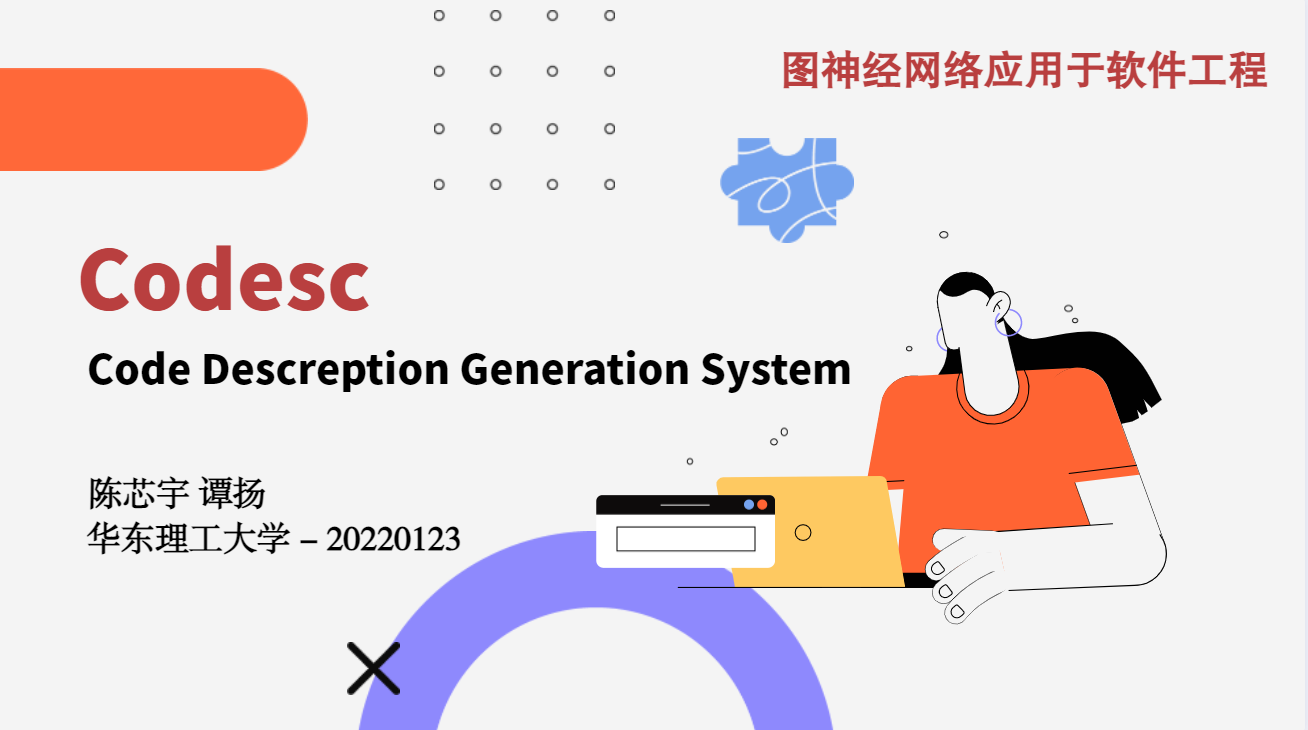 图神经网络应用于软件工程
Codesc
Code Descreption Generation System
陈芯宇 谭扬
华东理工大学 – 20220123